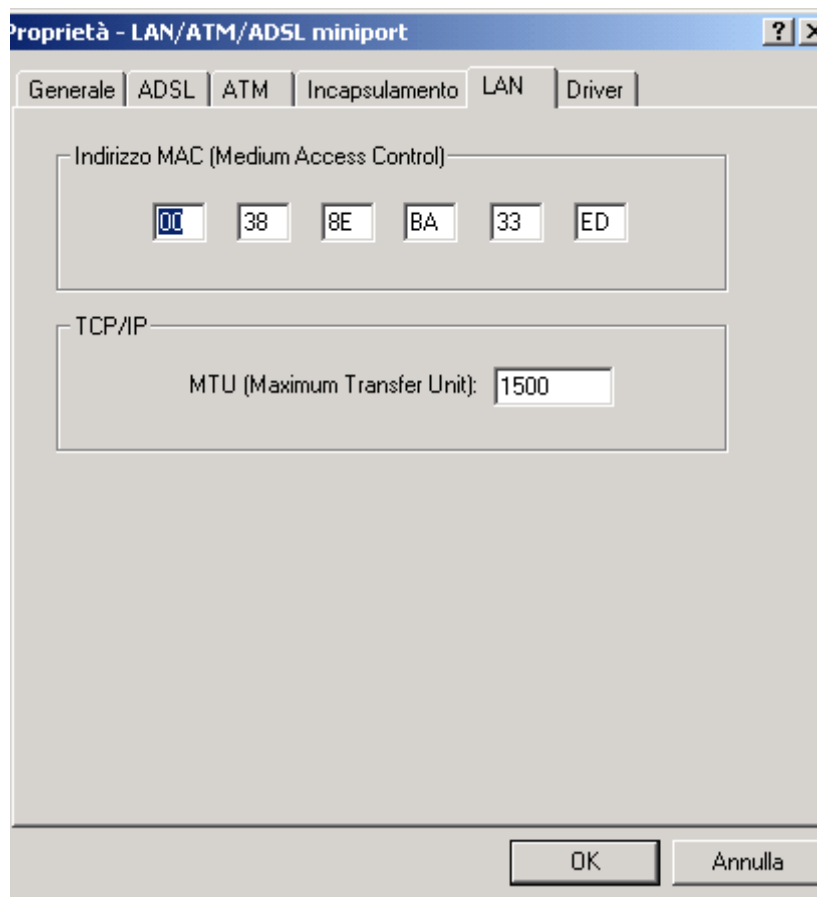 Proprietà - LAN/ATM/ADSL miniport
Generale ADSL ATM Incapsulamento LAN Driver
Indirizzo MAC (Medium Access Control)
00 38 8E BA 33 ED
TCP/IP
MTU (Maximum Transfer Unit): 1500
OK Annulla